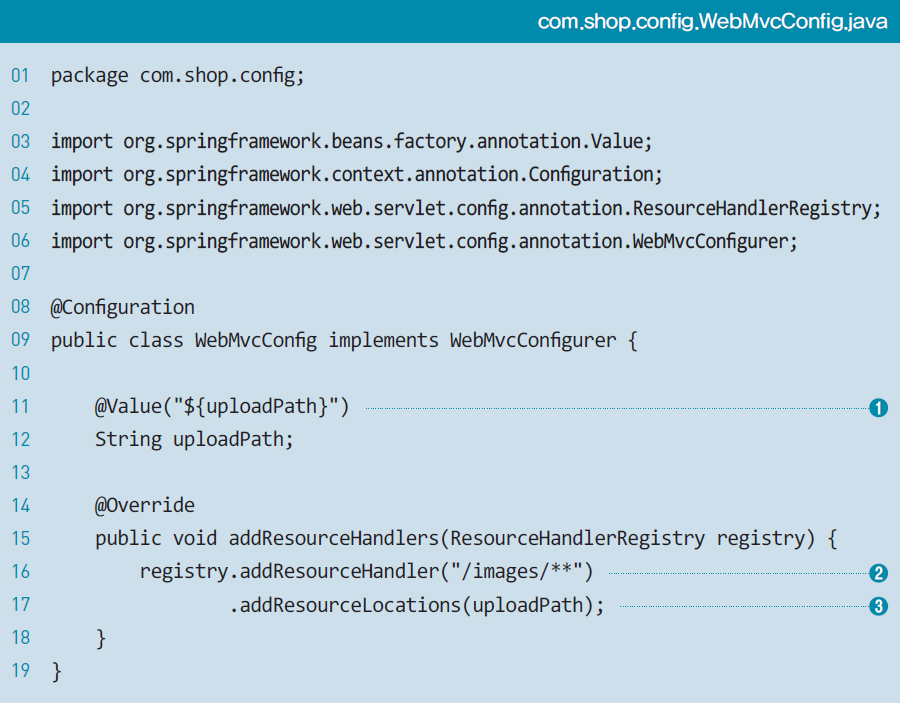 com.shop.config.WebMvcConfig.java
01 package com.shop.config;
02
03 import org.springframework.beans.factory.annotation.Value;
04 import org.springframework.context.annotation.Configuration;
05 import org.springframework.web.servlet.config.annotation.ResourceHandlerRegistry;
06 import org.springframework.web.servlet.config.annotation.WebMvcConfigurer;
07
08 @Configuration
09 public class WebMvcConfig implements WebMvcConfigurer {
10
11     @Value("${uploadPath}") ❶
12     String uploadPath;
13
14     @Override
15     public void addResourceHandlers(ResourceHandlerRegistry registry) {
16         registry.addResourceHandler("/images/**") ❷
17                 .addResourceLocations(uploadPath); ❸
18     }
19 }